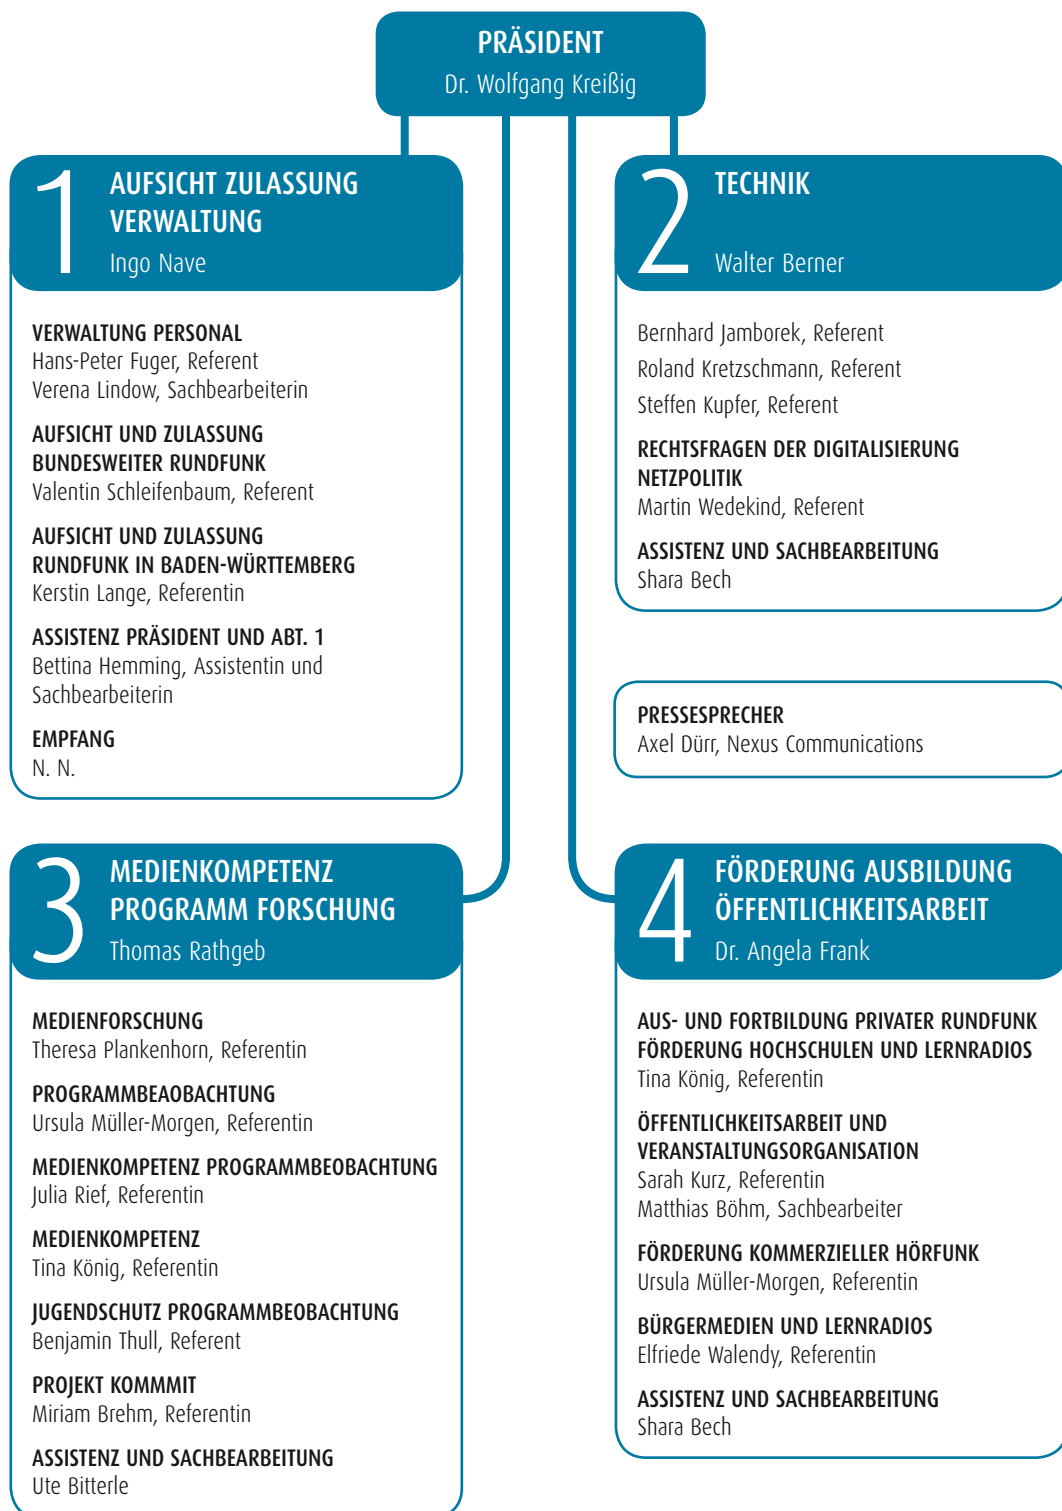 PRÄSIDENT
Dr. Wolfgang Kreißig
1
AUFSICHT ZULASSUNG
VERWALTUNG
Ingo Nave
VERWALTUNG PERSONAL
Hans-Peter Fuger, Referent
Verena Lindow, Sachbearbeiterin
AUFSICHT UND ZULASSUNG
BUNDESWEITER RUNDFUNK
Valentin Schleifenbaum, Referent
AUFSICHT UND ZULASSUNG
RUNDFUNK IN BADEN-WÜRTTEMBERG
Kerstin Lange, Referentin
ASSISTENZ PRÄSIDENT UND ABT. 1
Bettina Hemming, Assistentin und
Sachbearbeiterin
EMPFANG
N. N.
2
TECHNIK
Walter Berner
Bernhard Jamborek, Referent
Roland Kretzschmann, Referent
Steffen Kupfer, Referent
RECHTSFRAGEN DER DIGITALISIERUNG
NETZPOLITIK
Martin Wedekind, Referent
ASSISTENZ UND SACHBEARBEITUNG
Shara Bech
PRESSESPRECHER
Axel Dürr, Nexus Communications
3
MEDIENKOMPETENZ
PROGRAMM FORSCHUNG
Thomas Rathgeb
MEDIENFORSCHUNG
Theresa Plankenhorn, Referentin
PROGRAMMBEAOBACHTUNG
Ursula Müller-Morgen, Referentin
MEDIENKOMPETENZ PROGRAMMBEOBACHTUNG
Julia Rief, Referentin
MEDIENKOMPETENZ
Tina König, Referentin
JUGENDSCHUTZ PROGRAMMBEOBACHTUNG
Benjamin Thull, Referent
PROJEKT KOMMMIT
Miriam Brehm, Referentin
ASSISTENZ UND SACHBEARBEITUNG
Ute Bitterle
4
FÖRDERUNG AUSBILDUNG
ÖFFENTLICHKEITSARBEIT
Dr. Angela Frank
AUS- UND FORTBILDUNG PRIVATER RUNDFUNK
FÖRDERUNG HOCHSCHULEN UND LERNRADIOS
Tina König, Referentin
ÖFFENTLICHKEITSARBEIT UND
VERANSTALTUNGSORGANISATION
Sarah Kurz, Referentin
Matthias Böhm, Sachbearbeiter
FÖRDERUNG KOMMERZIELLER HÖRFUNK
Ursula Müller-Morgen, Referentin
BÜRGERMEDIEN UND LERNRADIOS
Elfriede Walendy, Referentin
ASSISTENZ UND SACHBEARBEITUNG
Shara Bech